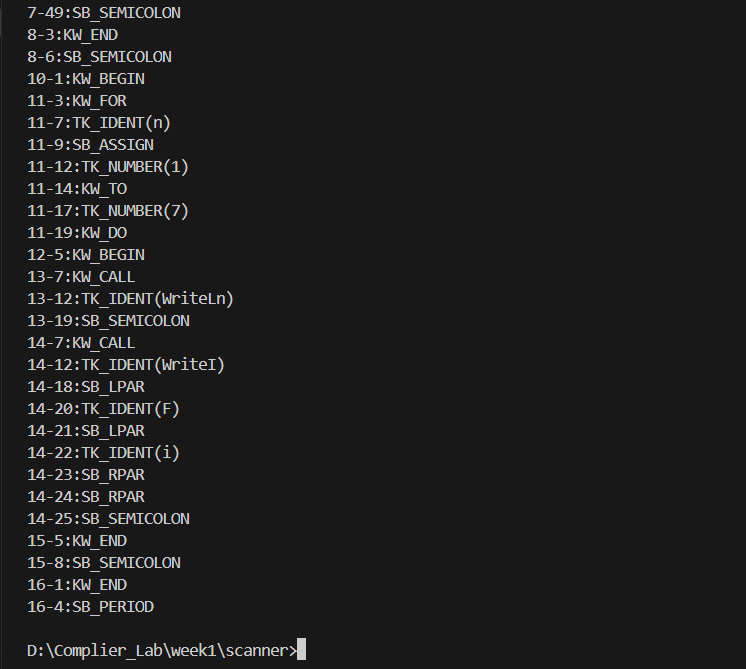 7-49:SB_SEMICOLON
8-3:KW_END
8-6:SB_SEMICOLON
10-1:KW_BEGIN
11-3:KW_FOR
11-7:TK_IDENT(n)
11-9:SB_ASSIGN
11-12:TK_NUMBER(1)
11-14:KW_TO
11-17:TK_NUMBER(7)
11-19:KW_DO
12-5:KW_BEGIN
13-7:KW_CALL
13-12:TK_IDENT(WriteLn)
13-19:SB_SEMICOLON
14-7:KW_CALL
14-12:TK_IDENT(WriteI)
14-18:SB_LPAR
14-20:TK_IDENT(F)
14-21:SB_LPAR
14-22:TK_IDENT(i)
14-23:SB_RPAR
14-24:SB_RPAR
14-25:SB_SEMICOLON
15-5:KW_END
15-8:SB_SEMICOLON
16-1:KW_END
16-4:SB_PERIOD
D:\Complier_Lab\week1\scanner>